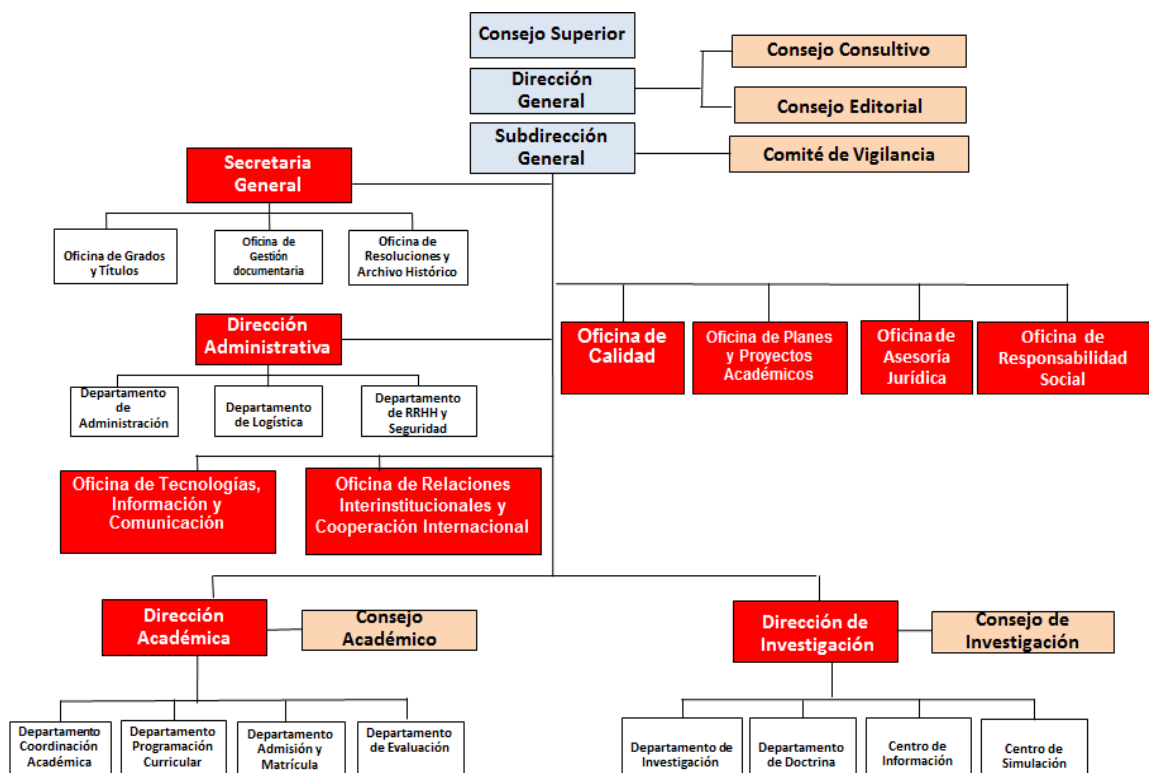 Consejo Superior
Consejo Consultivo
Dirección
General
Consejo Editorial
Subdirección
General
Comité de Vigilancia
Secretaria
General
Oficina de Grados
y Títulos
Oficina de
Gestión
documentaria
Oficina de
Resoluciones y
Archivo Histórico
Dirección
Administrativa
Oficina de
Calidad
Oficina de Planes
y Proyectos
Académicos
Oficina de
Asesoría
Jurídica
Oficina de
Responsabilidad
Social
Departamento
de
Administración
Departamento
de Logística
Departamento
de RRHH y
Seguridad
Oficina de Tecnologías,
Información y
Comunicación
Oficina de Relaciones
Interinstitucionales y
Cooperación Internacional
Dirección
Académica
Consejo
Académico
Dirección de
Investigación
Consejo de
Investigación
Departamento
Coordinación
Académica
Departamento
Programación
Curricular
Departamento
Admisión y
Matrícula
Departamento
de Evaluación
Departamento de
Investigación
Departamento
de Doctrina
Centro de
Información
Centro de
Simulación